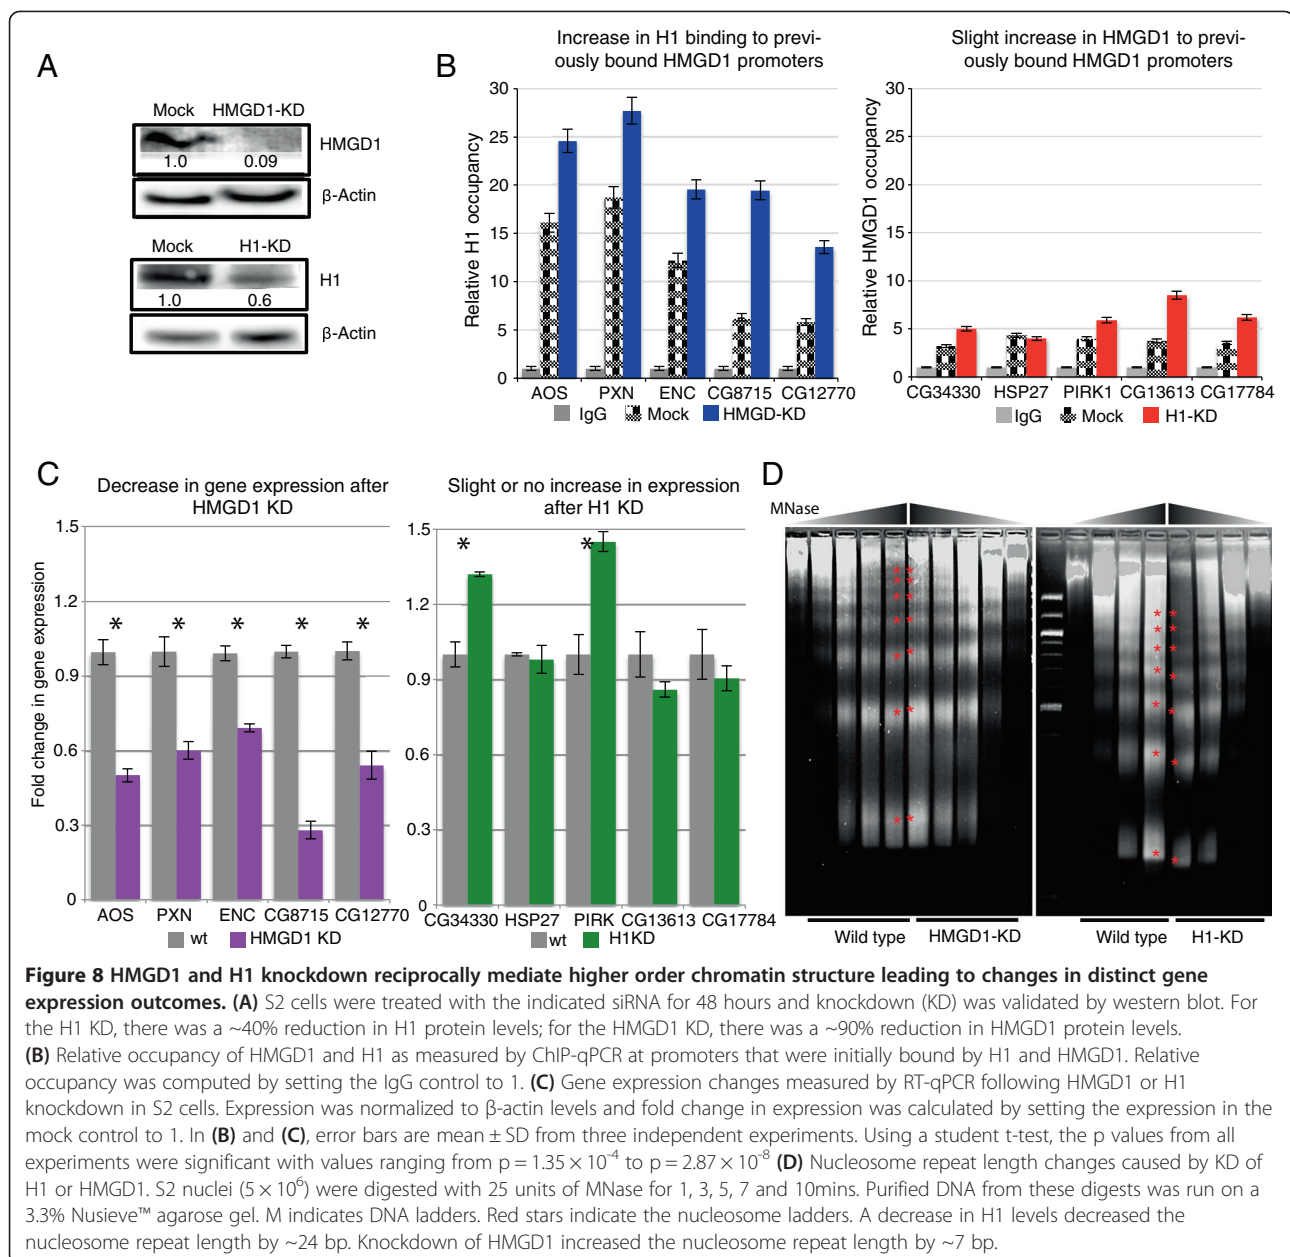 A
Mock HMGD1-KD
HMGD1
1.0 0.09
β-Actin
Mock H1-KD
H1
1.0 0.6
β-Actin
B
Increase in H1 binding to previ-
ously bound HMGD1 promoters
Relative H1 occupancy
30
25
20
15
10
5
0
AOS PXN ENC CG8715 CG12770
IgG Mock HMGD-KD
Slight increase in HMGD1 to previ-
ously bound HMGD1 promoters
Relative HMGD1 occupancy
30
25
20
15
10
5
0
CG34330 HSP27 PIRK1 CG13613 CG17784
IgG Mock H1-KD
C
Decrease in gene expression after
HMGD1 KD
Fold change in gene expression
1.5
1.2
0.9
0.6
0.3
0
* * * * *
AOS PXN ENC CG8715 CG12770
wt HMGD1 KD
Slight or no increase in expression
after H1 KD
1.5
1.2
0.9
0.6
0.3
0
* *
CG34330 HSP27 PIRK CG13613 CG17784
wt H1KD
D
MNase
Wild type HMGD1-KD
Wild type H1-KD
Figure 8 HMGD1 and H1 knockdown reciprocally mediate higher order chromatin structure leading to changes in distinct gene
expression outcomes. (A) S2 cells were treated with the indicated siRNA for 48 hours and knockdown (KD) was validated by western blot. For
the H1 KD, there was a ~40% reduction in H1 protein levels; for the HMGD1 KD, there was a ~90% reduction in HMGD1 protein levels.
(B) Relative occupancy of HMGD1 and H1 as measured by ChIP-qPCR at promoters that were initially bound by H1 and HMGD1. Relative
occupancy was computed by setting the IgG control to 1. (C) Gene expression changes measured by RT-qPCR following HMGD1 or H1
knockdown in S2 cells. Expression was normalized to β-actin levels and fold change in expression was calculated by setting the expression in the
mock control to 1. In (B) and (C), error bars are mean ± SD from three independent experiments. Using a student t-test, the p values from all
experiments were significant with values ranging from p = 1.35 × 10⁻⁴ to p = 2.87 × 10⁻⁸ (D) Nucleosome repeat length changes caused by KD of
H1 or HMGD1. S2 nuclei (5 × 10⁶) were digested with 25 units of MNase for 1, 3, 5, 7 and 10mins. Purified DNA from these digests was run on a
3.3% Nusieve™ agarose gel. M indicates DNA ladders. Red stars indicate the nucleosome ladders. A decrease in H1 levels decreased the
nucleosome repeat length by ~24 bp. Knockdown of HMGD1 increased the nucleosome repeat length by ~7 bp.